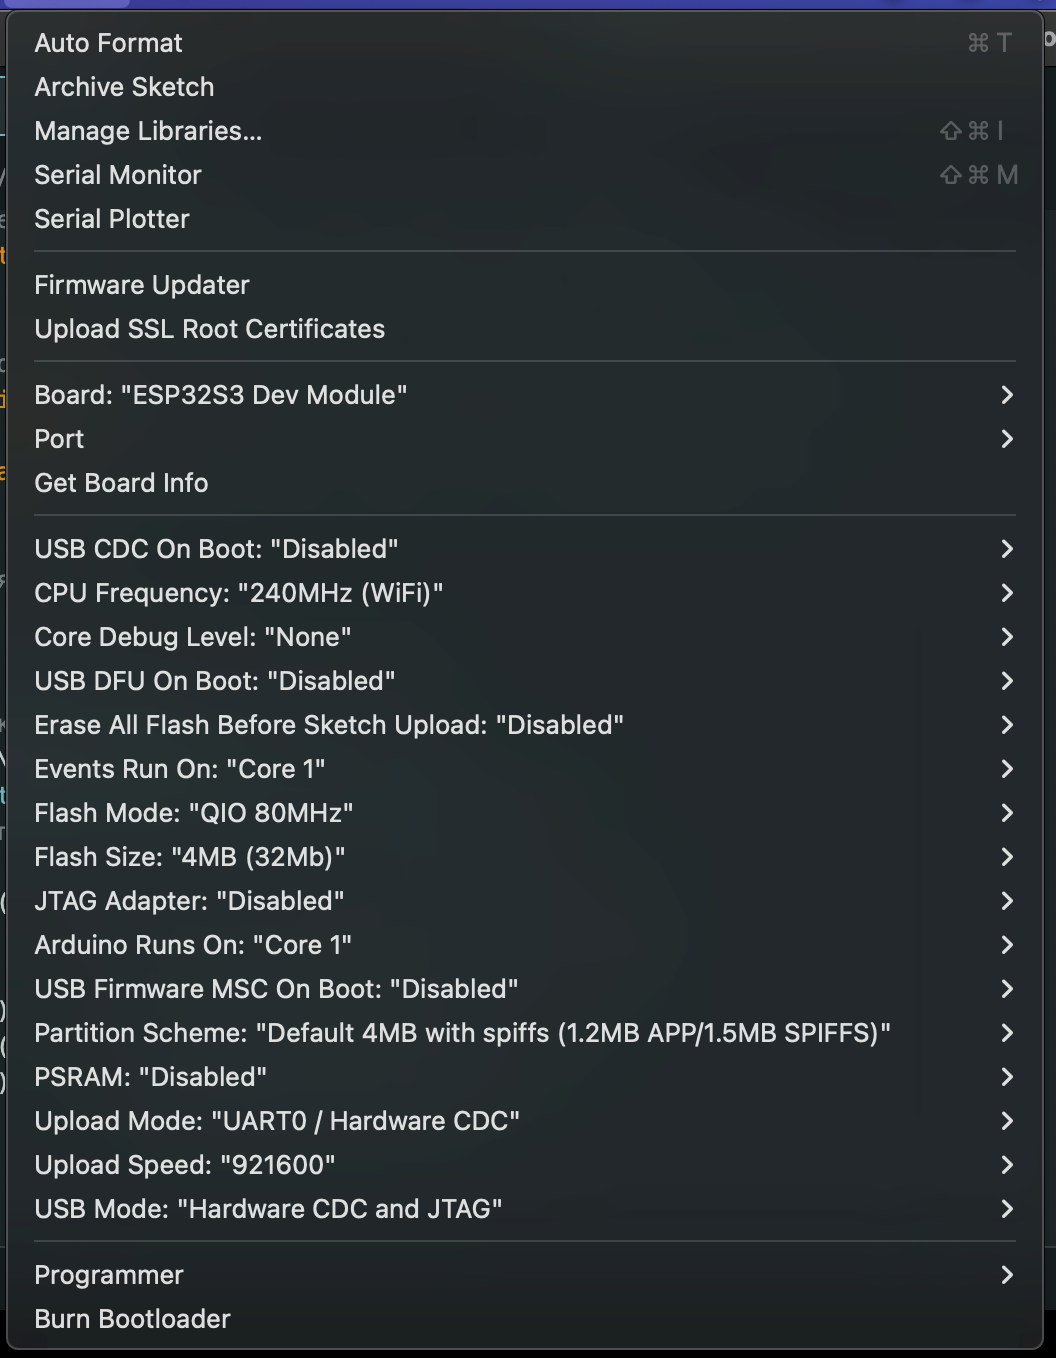 Auto Format ⌘ T
Archive Sketch
Manage Libraries... ⇧ ⌘ I
Serial Monitor ⇧ ⌘ M
Serial Plotter
Firmware Updater
Upload SSL Root Certificates
Board: "ESP32S3 Dev Module"
Port
Get Board Info
USB CDC On Boot: "Disabled"
CPU Frequency: "240MHz (WiFi)"
Core Debug Level: "None"
USB DFU On Boot: "Disabled"
Erase All Flash Before Sketch Upload: "Disabled"
Events Run On: "Core 1"
Flash Mode: "QIO 80MHz"
Flash Size: "4MB (32Mb)"
JTAG Adapter: "Disabled"
Arduino Runs On: "Core 1"
USB Firmware MSC On Boot: "Disabled"
Partition Scheme: "Default 4MB with spiffs (1.2MB APP/1.5MB SPIFFS)"
PSRAM: "Disabled"
Upload Mode: "UART0 / Hardware CDC"
Upload Speed: "921600"
USB Mode: "Hardware CDC and JTAG"
Programmer
Burn Bootloader